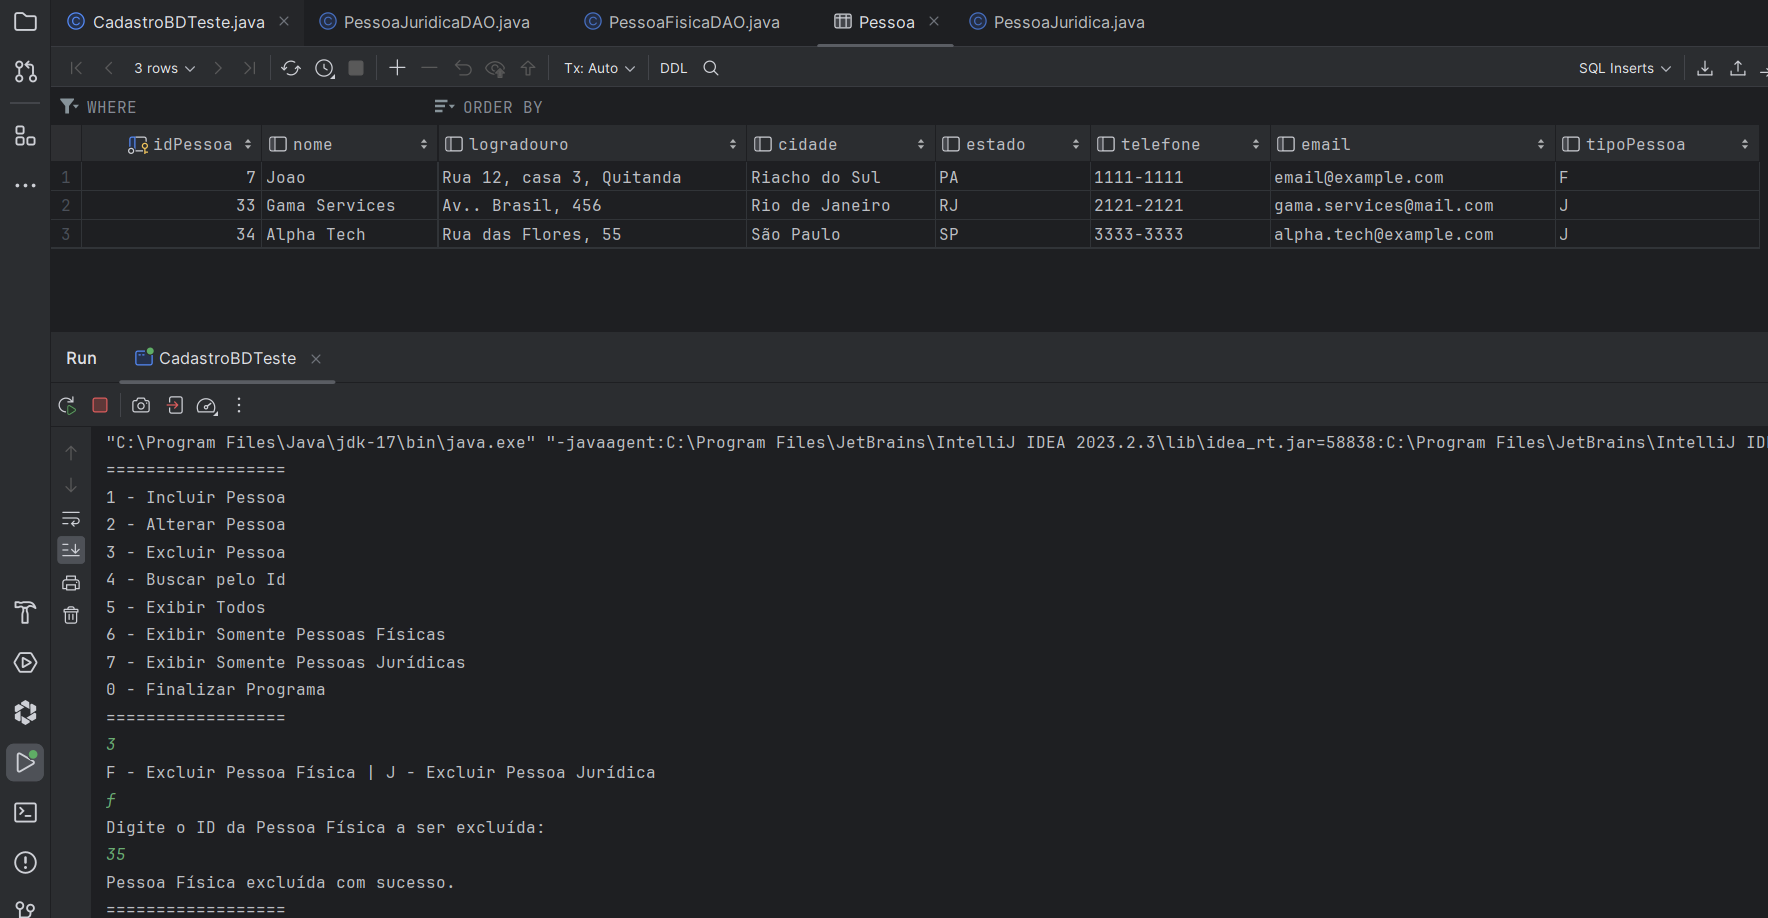 CadastroBDTeste.java PessoaJuridicaDAO.java PessoaFisicaDAO.java Pessoa PessoaJuridica.java
3 rows Tx: Auto DDL SQL Inserts
WHERE ORDER BY
idPessoa nome logradouro cidade estado telefone email tipoPessoa
1 7 Joao Rua 12, casa 3, Quitanda Riacho do Sul PA 1111-1111 email@example.com F
2 33 Gama Services Av.. Brasil, 456 Rio de Janeiro RJ 2121-2121 gama.services@mail.com J
3 34 Alpha Tech Rua das Flores, 55 São Paulo SP 3333-3333 alpha.tech@example.com J
Run CadastroBDTeste
"C:\Program Files\Java\jdk-17\bin\java.exe" "-javaagent:C:\Program Files\JetBrains\IntelliJ IDEA 2023.2.3\lib\idea_rt.jar=58838:C:\Program Files\JetBrains\IntelliJ ID
==================
1 - Incluir Pessoa
2 - Alterar Pessoa
3 - Excluir Pessoa
4 - Buscar pelo Id
5 - Exibir Todos
6 - Exibir Somente Pessoas Físicas
7 - Exibir Somente Pessoas Jurídicas
0 - Finalizar Programa
==================
3
F - Excluir Pessoa Física | J - Excluir Pessoa Jurídica
f
Digite o ID da Pessoa Física a ser excluída:
35
Pessoa Física excluída com sucesso.
==================